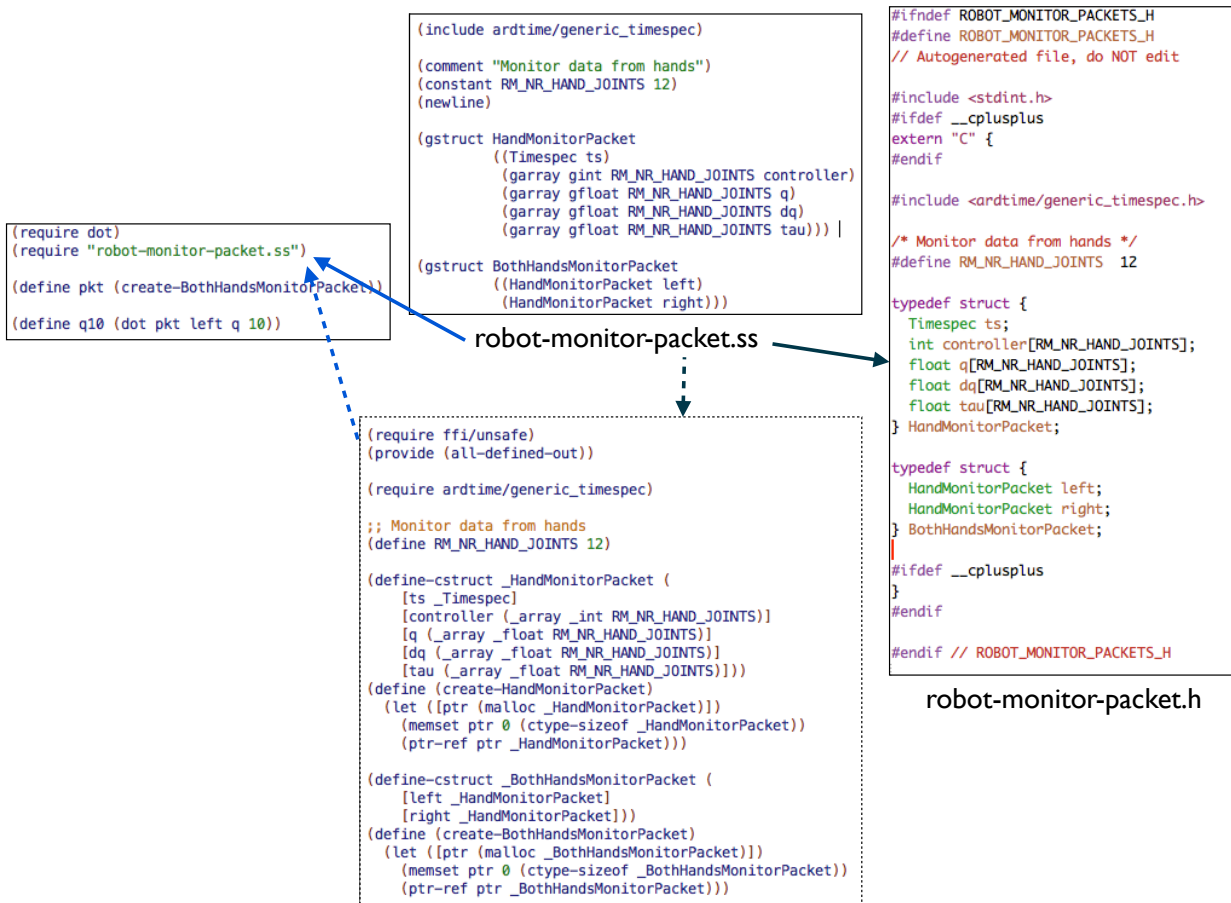 (include ardtime/generic_timespec)

(comment "Monitor data from hands")
(constant RM_NR_HAND_JOINTS 12)
(newline)

(gstruct HandMonitorPacket
         ((Timespec ts)
          (garray gint RM_NR_HAND_JOINTS controller)
          (garray gfloat RM_NR_HAND_JOINTS q)
          (garray gfloat RM_NR_HAND_JOINTS dq)
          (garray gfloat RM_NR_HAND_JOINTS tau)))

(gstruct BothHandsMonitorPacket
         ((HandMonitorPacket left)
          (HandMonitorPacket right)))
robot-monitor-packet.ss

(require dot)
(require "robot-monitor-packet.ss")

(define pkt (create-BothHandsMonitorPacket))

(define q10 (dot pkt left q 10))

(require ffi/unsafe)
(provide (all-defined-out))

(require ardtime/generic_timespec)

;; Monitor data from hands
(define RM_NR_HAND_JOINTS 12)

(define-cstruct _HandMonitorPacket (
    [ts _Timespec]
    [controller (_array _int RM_NR_HAND_JOINTS)]
    [q (_array _float RM_NR_HAND_JOINTS)]
    [dq (_array _float RM_NR_HAND_JOINTS)]
    [tau (_array _float RM_NR_HAND_JOINTS)]))
(define (create-HandMonitorPacket)
  (let ([ptr (malloc _HandMonitorPacket)])
    (memset ptr 0 (ctype-sizeof _HandMonitorPacket))
    (ptr-ref ptr _HandMonitorPacket)))

(define-cstruct _BothHandsMonitorPacket (
    [left _HandMonitorPacket]
    [right _HandMonitorPacket]))
(define (create-BothHandsMonitorPacket)
  (let ([ptr (malloc _BothHandsMonitorPacket)])
    (memset ptr 0 (ctype-sizeof _BothHandsMonitorPacket))
    (ptr-ref ptr _BothHandsMonitorPacket)))

#ifndef ROBOT_MONITOR_PACKETS_H
#define ROBOT_MONITOR_PACKETS_H
// Autogenerated file, do NOT edit

#include <stdint.h>
#ifdef __cplusplus
extern "C" {
#endif

#include <ardtime/generic_timespec.h>

/* Monitor data from hands */
#define RM_NR_HAND_JOINTS  12

typedef struct {
  Timespec ts;
  int controller[RM_NR_HAND_JOINTS];
  float q[RM_NR_HAND_JOINTS];
  float dq[RM_NR_HAND_JOINTS];
  float tau[RM_NR_HAND_JOINTS];
} HandMonitorPacket;

typedef struct {
  HandMonitorPacket left;
  HandMonitorPacket right;
} BothHandsMonitorPacket;

#ifdef __cplusplus
}
#endif

#endif // ROBOT_MONITOR_PACKETS_H
robot-monitor-packet.h